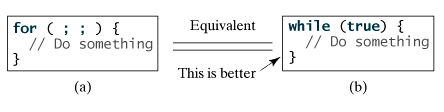 for ( ; ; ) {
  // Do something
}
(a)
Equivalent
This is better
while (true) {
  // Do something
}
(b)